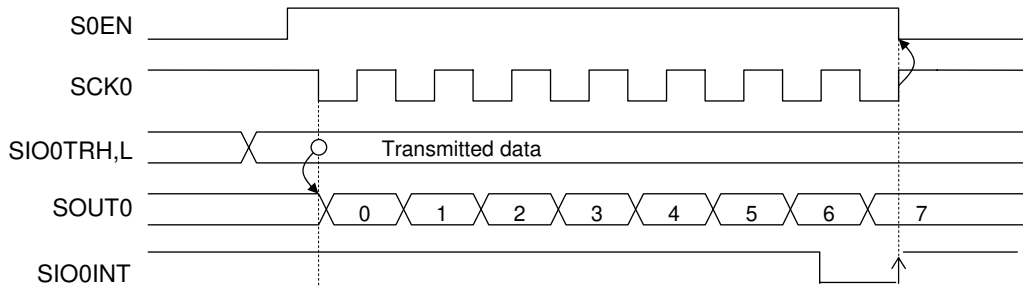 S0EN
SCK0
SIO0TRH,L
Transmitted data
SOUT0
0 1 2 3 4 5 6 7
SIO0INT